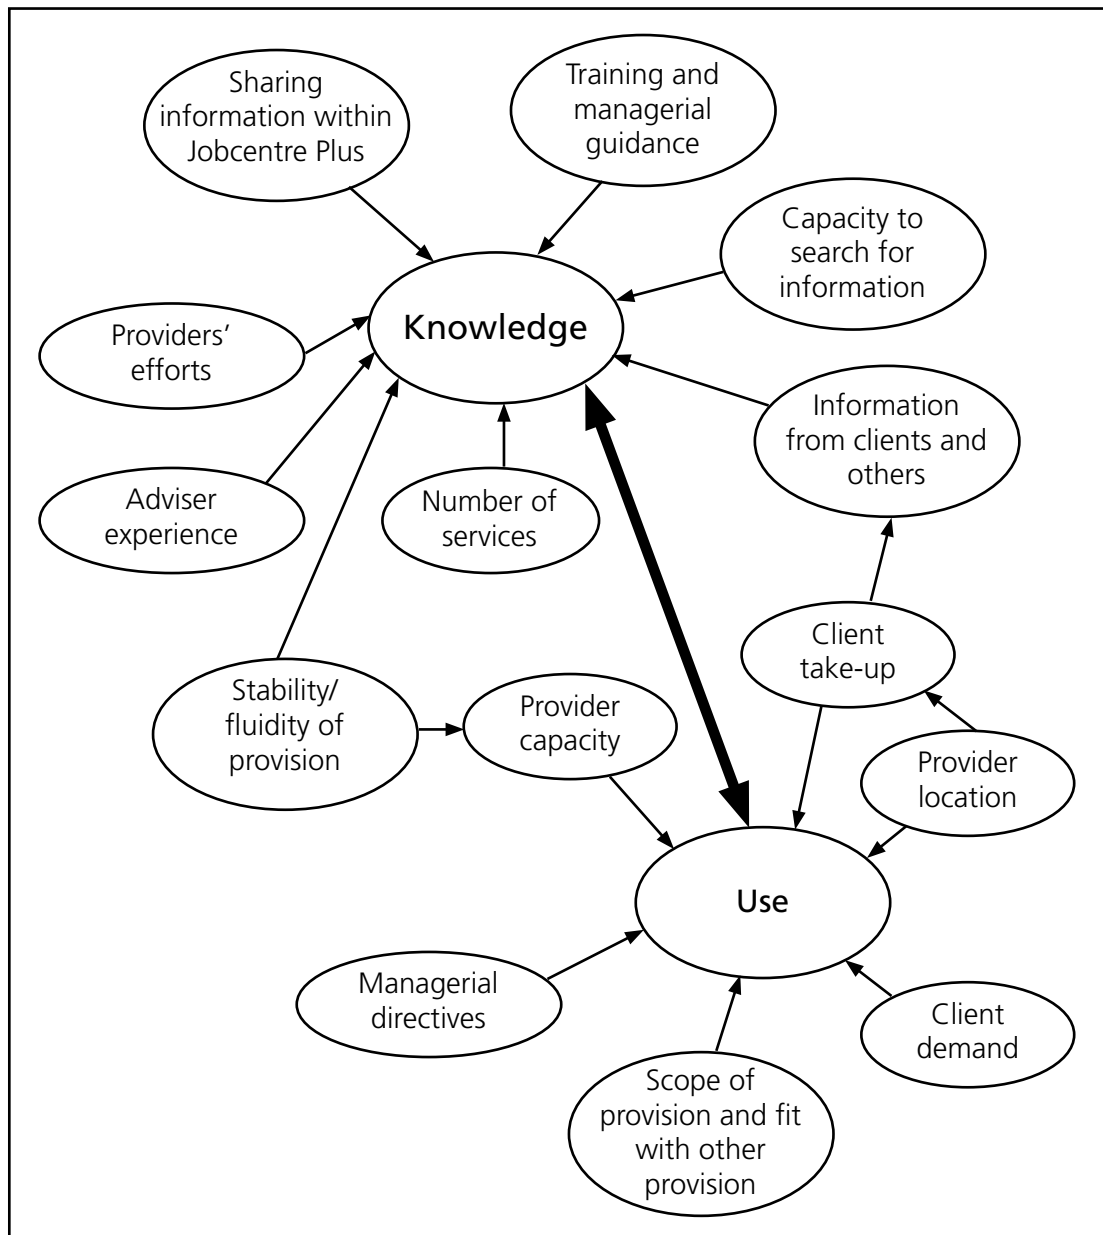 Sharing
information within
Jobcentre Plus
Training and
managerial
guidance
Capacity to
search for
information
Knowledge
Providers’
efforts
Information
from clients and
others
Adviser
experience
Number of
services
Client
take-up
Stability/
fluidity of
provision
Provider
capacity
Provider
location
Use
Managerial
directives
Client
demand
Scope of
provision and fit
with other
provision